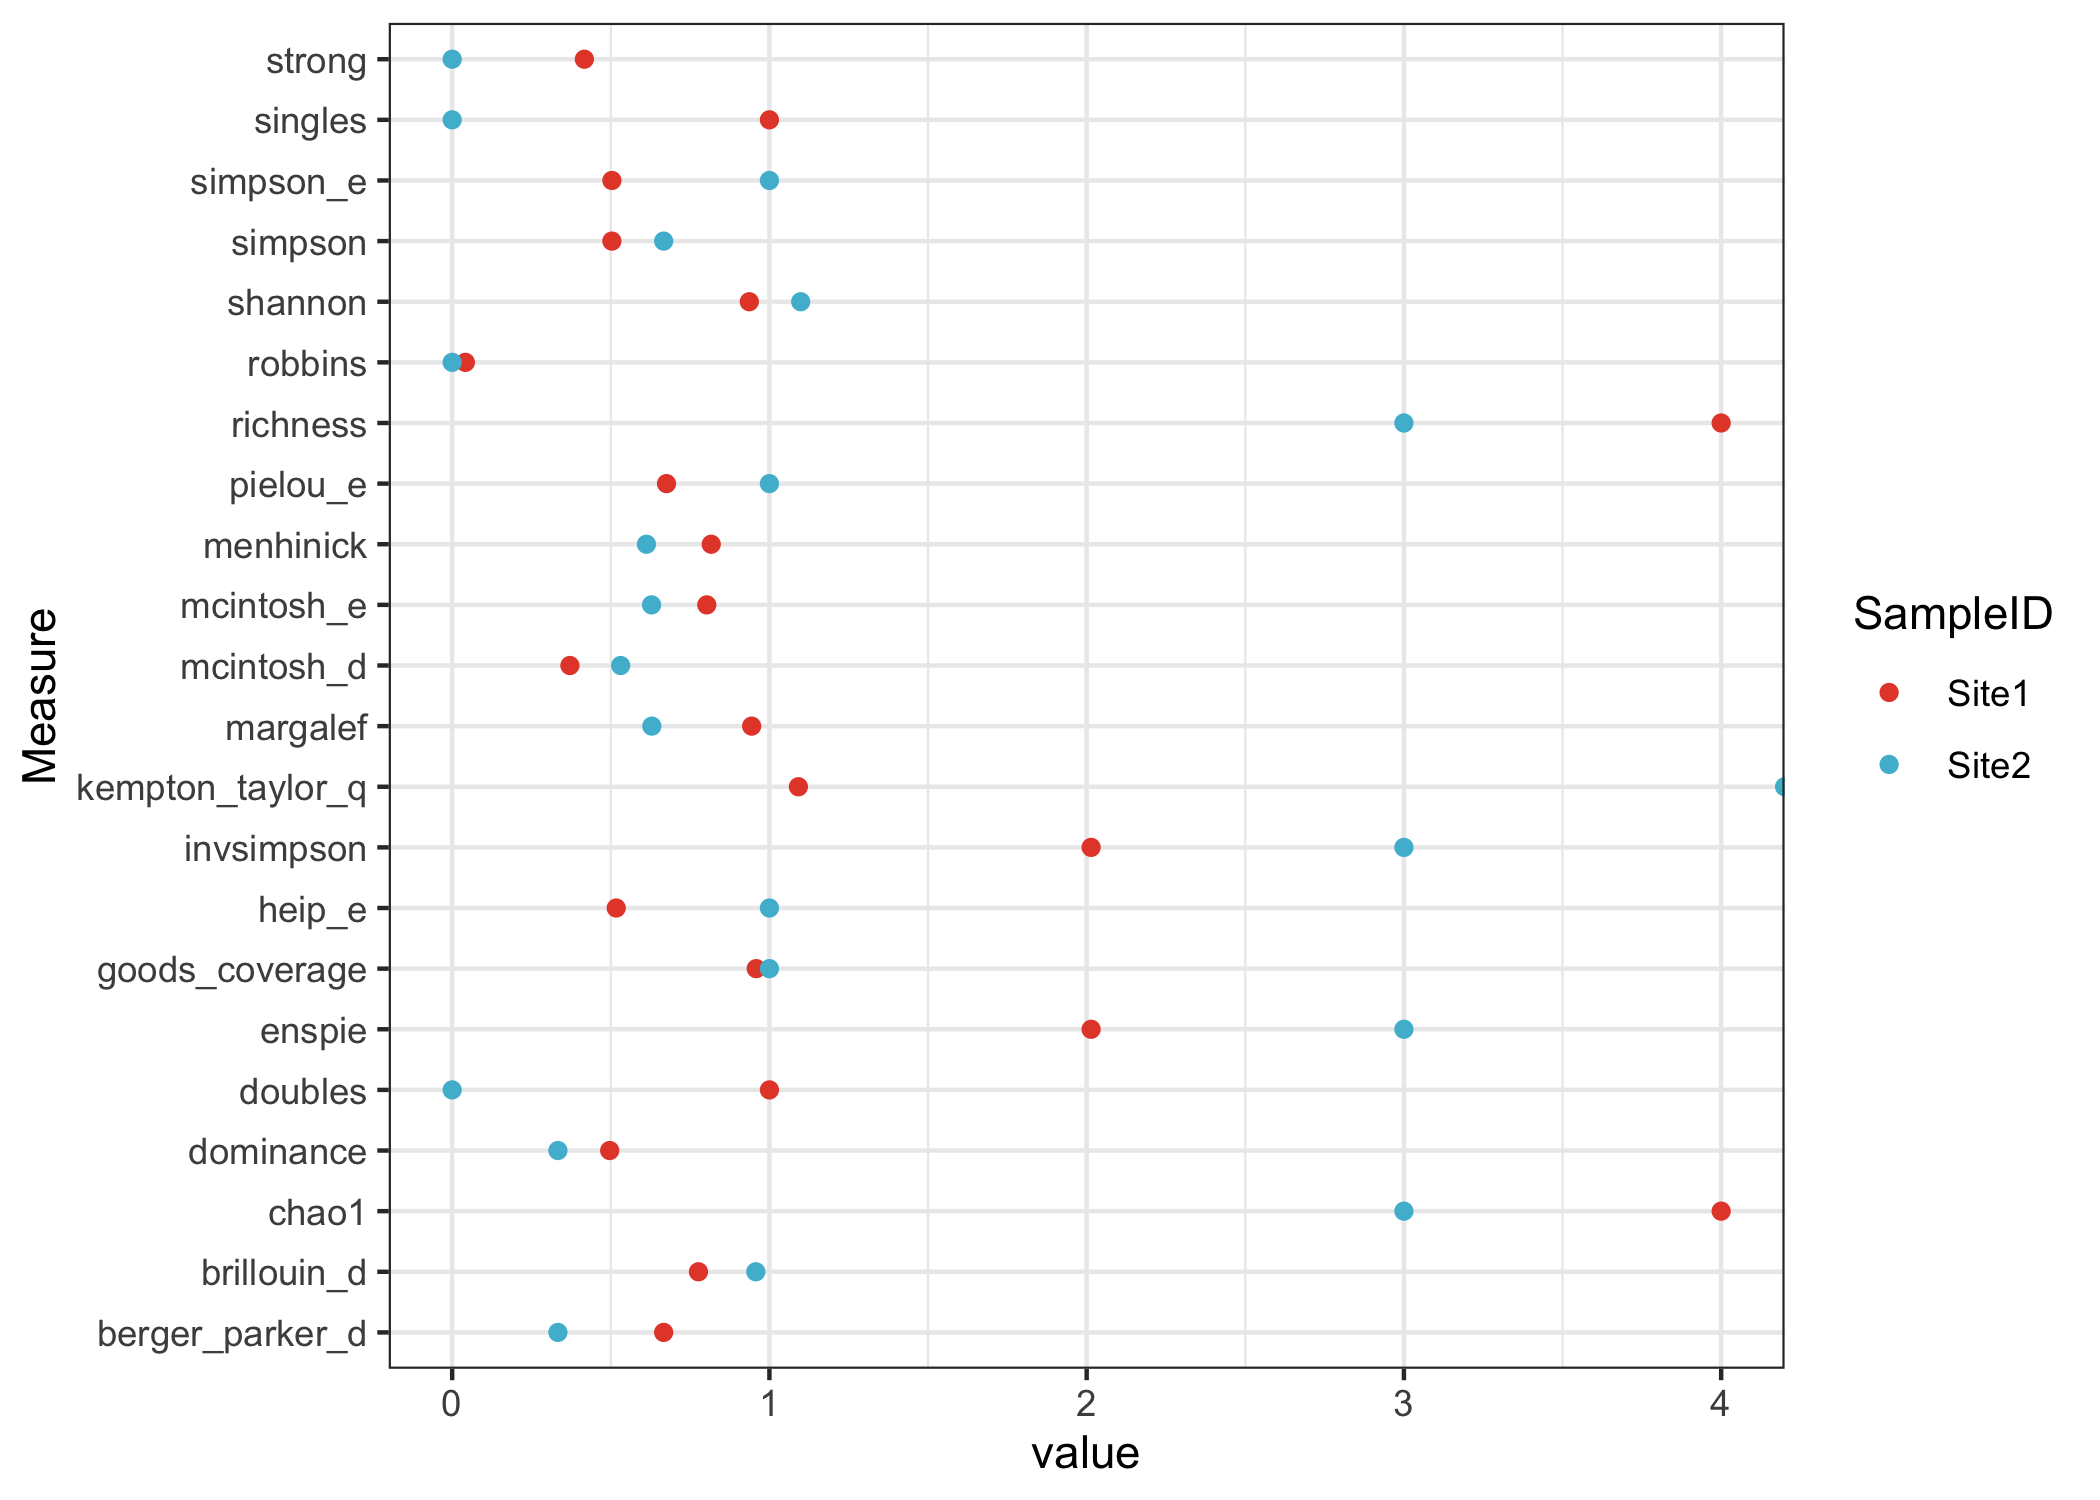 strong
singles
simpson_e
simpson
shannon
robbins
richness
pielou_e
menhinick
mcintosh_e
mcintosh_d
margalef
kempton_taylor_q
invsimpson
heip_e
goods_coverage
enspie
doubles
dominance
chao1
brillouin_d
berger_parker_d
Measure
0 1 2 3 4
value
SampleID
Site1
Site2